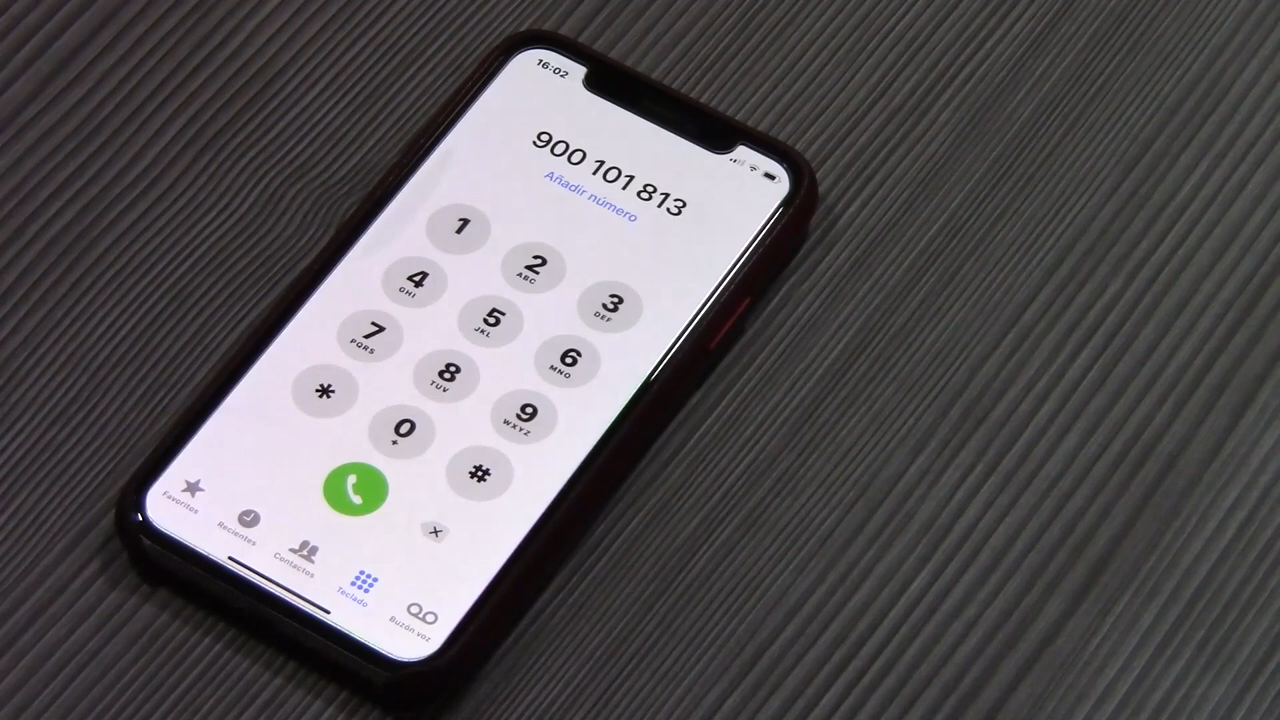 16:02
900 101 813
Añadir número
1
2
ABC
3
DEF
4
GHI
5
JKL
6
MNO
7
PQRS
8
TUV
9
WXYZ
*
0
+
#
Favoritos
Recientes
Contactos
Teclado
Buzón voz